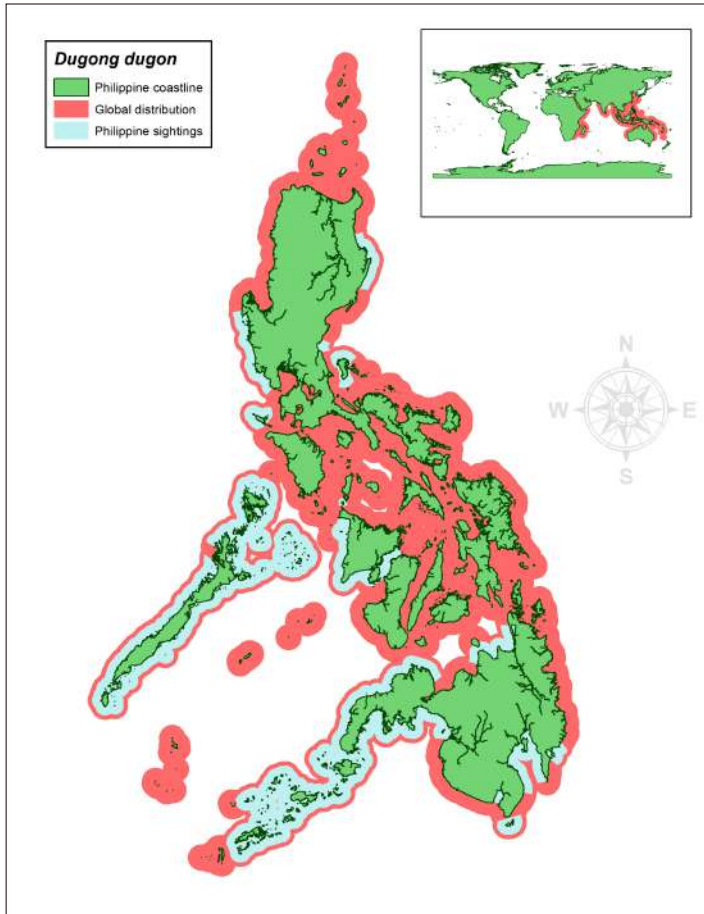 Dugong dugon
Philippine coastline
Global distribution
Philippine sightings
N
W
E
S